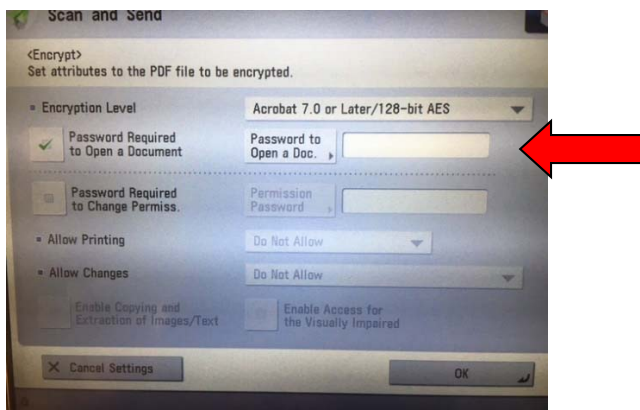 Scan and Send
<Encrypt>
Set attributes to the PDF file to be encrypted.
Encryption Level
Acrobat 7.0 or Later/128-bit AES
Password Required
to Open a Document
Password to
Open a Doc.
Password Required
to Change Permiss.
Permission
Password
Allow Printing
Do Not Allow
Allow Changes
Do Not Allow
Enable Copying and
Extraction of Images/Text
Enable Access for
the Visually Impaired
Cancel Settings
OK